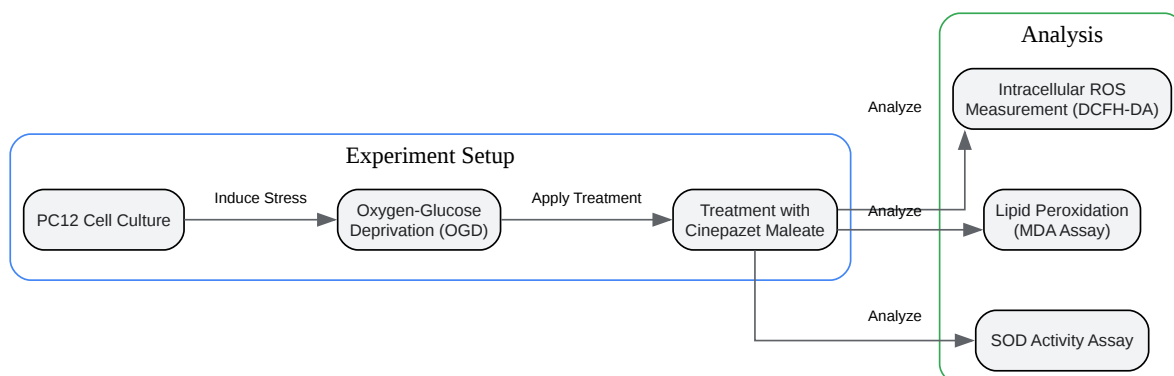 Analysis
Intracellular ROS
Measurement (DCFH-DA)
Analyze
Experiment Setup
PC12 Cell Culture
Induce Stress
Oxygen-Glucose
Deprivation (OGD)
Apply Treatment
Treatment with
Cinepazet Maleate
Analyze
Lipid Peroxidation
(MDA Assay)
Analyze
SOD Activity Assay